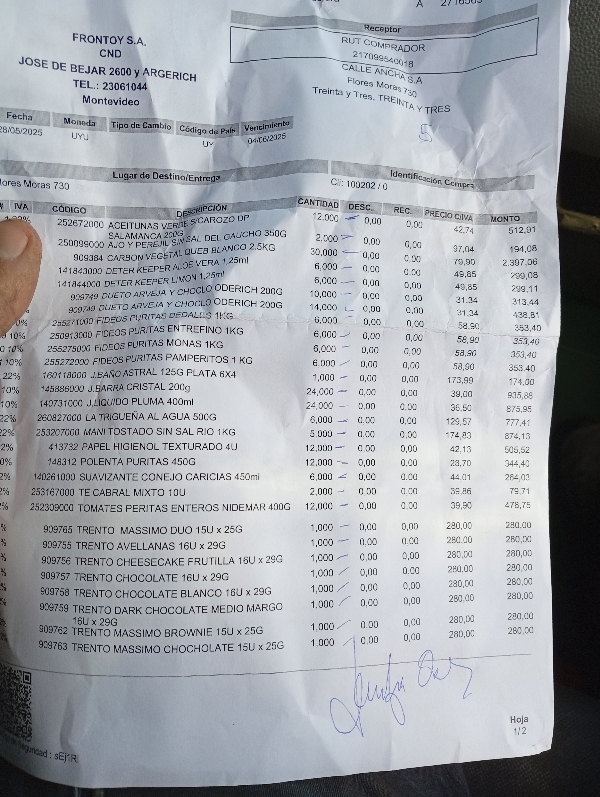 A 2716563
FRONTOY S.A.
CND
JOSE DE BEJAR 2600 y ARGERICH
TEL.: 23061044
Montevideo
Receptor
RUT COMPRADOR
217099540018
CALLE ANCHA S.A
Flores Moras 730
Treinta y Tres, TREINTA Y TRES
Fecha Moneda Tipo de Cambio Código de País Vencimiento
28/05/2025 UYU UY 04/06/2025
Lugar de Destino/Entrega Identificación Compra
lores Moras 730 Cli: 100202 / 0
IVA CÓDIGO DESCRIPCIÓN CANTIDAD DESC. REC. PRECIO C/IVA MONTO
252672000 ACEITUNAS VERDES S/CAROZO DP 12,000 0,00 0,00 42,74 512,91
SALAMANCA 200G
250099000 AJO Y PEREJIL SIN SAL DEL GAUCHO 350G 2,000 0,00 0,00 97,04 194,08
909384 CARBON VEGETAL QUEB BLANCO 2.5KG 30,000 0,00 0,00 79,90 2.397,06
141843000 DETER KEEPER ALOE VERA 1,25ml 6,000 0,00 0,00 49,85 299,08
141844000 DETER KEEPER LIMON 1,25ml 6,000 0,00 0,00 49,85 299,11
909749 DUETO ARVEJA Y CHOCLO ODERICH 200G 10,000 0,00 0,00 31,34 313,44
909749 DUETO ARVEJA Y CHOCLO ODERICH 200G 14,000 0,00 0,00 31,34 438,81
255271000 FIDEOS PURITAS DEDALES 1KG 6,000 0,00 0,00 58,90 353,40
250913000 FIDEOS PURITAS ENTREFINO 1KG 6,000 0,00 0,00 58,90 353,40
10% 255275000 FIDEOS PURITAS MONAS 1KG 6,000 0,00 0,00 58,90 353,40
10% 255272000 FIDEOS PURITAS PAMPERITOS 1 KG 6,000 0,00 0,00 58,90 353,40
22% 160118000 J.BAÑO ASTRAL 125G PLATA 6X4 1,000 0,00 0,00 173,99 174,00
10% 145886000 J.BARRA CRISTAL 200g 24,000 0,00 0,00 39,00 935,88
10% 140731000 J.LIQUIDO PLUMA 400ml 24,000 0,00 0,00 36,50 875,95
22% 260827000 LA TRIGUEÑA AL AGUA 500G 6,000 0,00 0,00 129,57 777,41
22% 253207000 MANI TOSTADO SIN SAL RIO 1KG 5,000 0,00 0,00 174,83 874,13
413732 PAPEL HIGIENOL TEXTURADO 4U 12,000 0,00 0,00 42,13 505,52
148312 POLENTA PURITAS 450G 12,000 0,00 0,00 28,70 344,40
140261000 SUAVIZANTE CONEJO CARICIAS 450ml 6,000 0,00 0,00 44,01 264,03
253167000 TE CABRAL MIXTO 10U 2,000 0,00 0,00 39,86 79,71
252309000 TOMATES PERITAS ENTEROS NIDEMAR 400G 12,000 0,00 0,00 39,90 478,75
909765 TRENTO MASSIMO DUO 15U x 25G 1,000 0,00 0,00 280,00 280,00
909755 TRENTO AVELLANAS 16U x 29G 1,000 0,00 0,00 280,00 280,00
909756 TRENTO CHEESECAKE FRUTILLA 16U x 29G 1,000 0,00 0,00 280,00 280,00
909757 TRENTO CHOCOLATE 16U x 29G 1,000 0,00 0,00 280,00 280,00
909758 TRENTO CHOCOLATE BLANCO 16U x 29G 1,000 0,00 0,00 280,00 280,00
909759 TRENTO DARK CHOCOLATE MEDIO MARGO 1,000 0,00 0,00 280,00 280,00
16U x 29G
909762 TRENTO MASSIMO BROWNIE 15U x 25G 1,000 0,00 0,00 280,00 280,00
909763 TRENTO MASSIMO CHOCHOLATE 15U x 25G 1,000 0,00 0,00 280,00 280,00
Hoja
1/2
eguridad : sEj1R